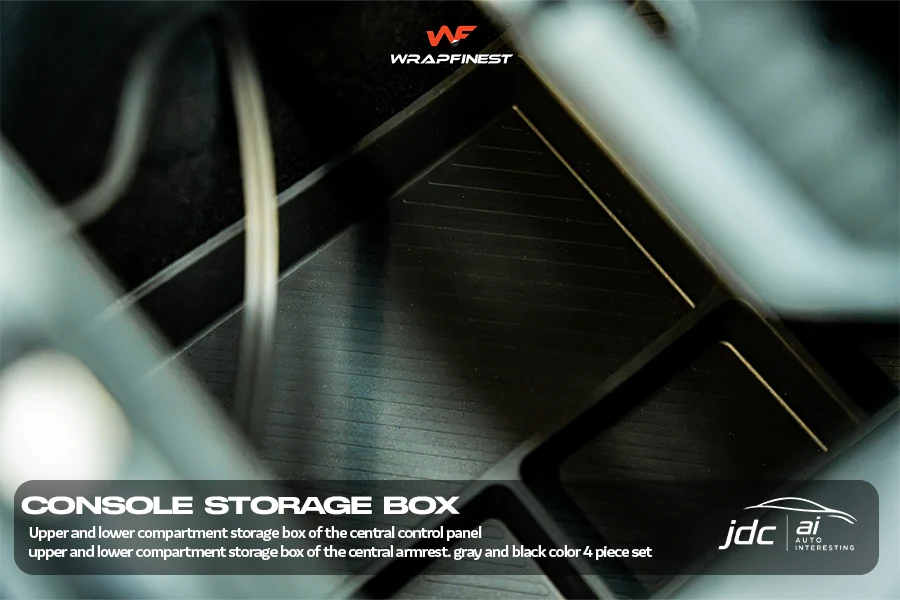 WF
WRAPFINEST
CONSOLE STORAGE BOX
Upper and lower compartment storage box of the central control panel
upper and lower compartment storage box of the central armrest. gray and black color 4 piece set
jdc
ai
AUTO
INTERESTING